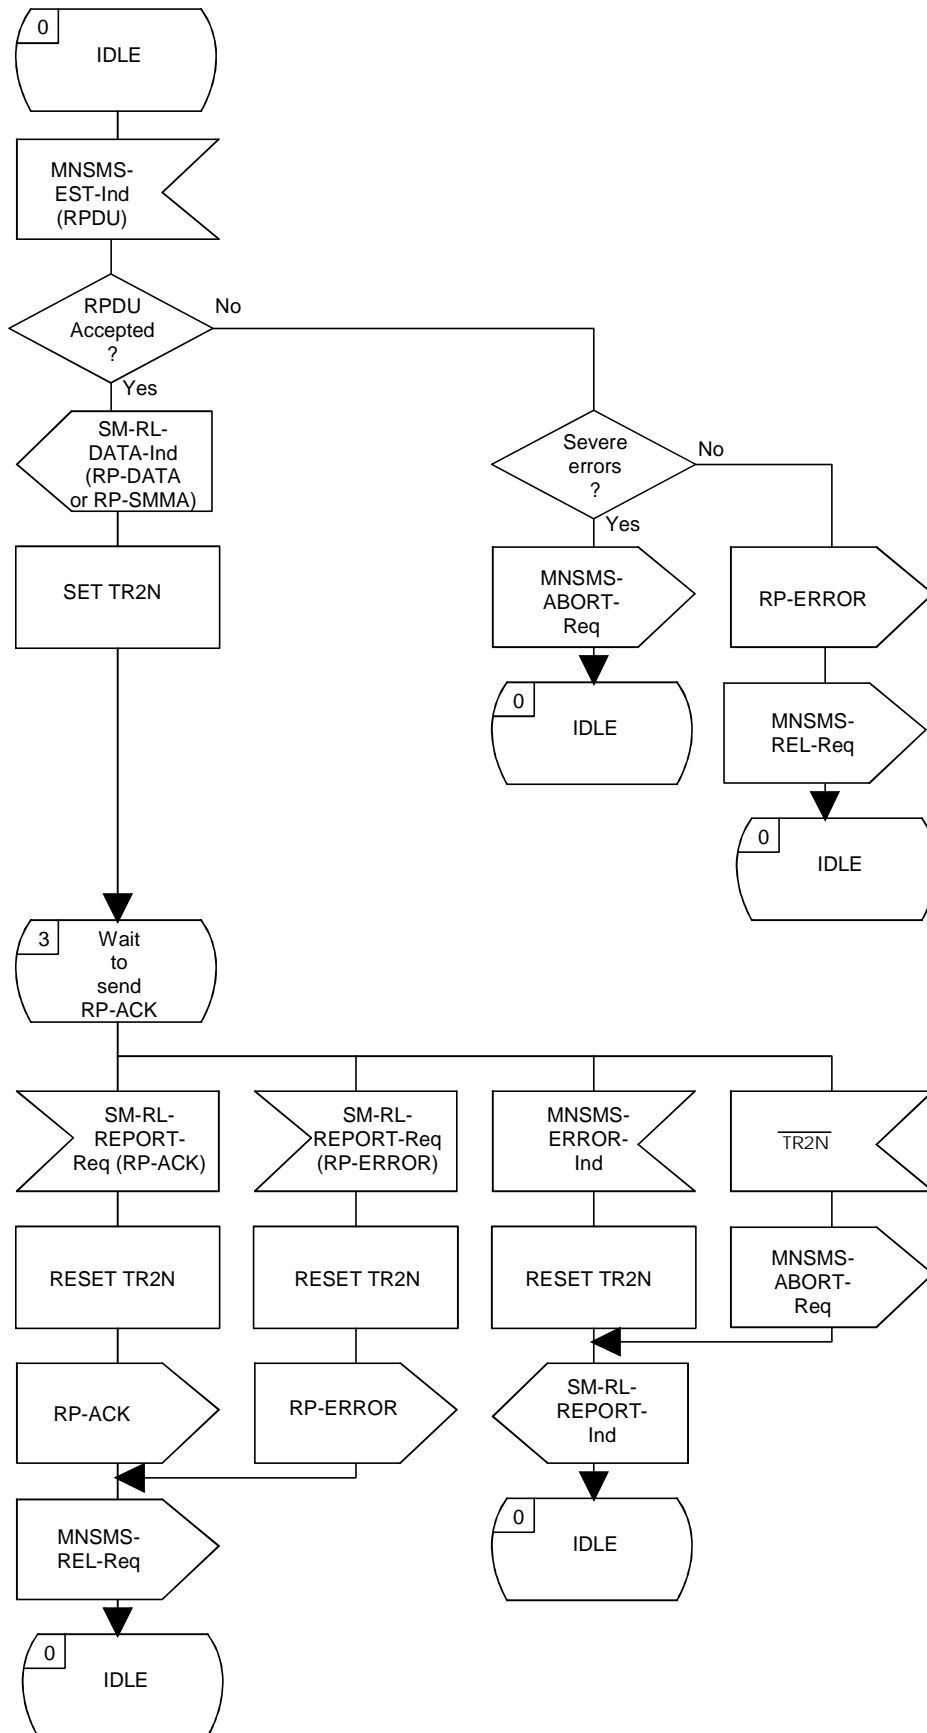 0
IDLE
MNSMS-
EST-Ind
(RPDU)
RPDU
Accepted
?
No
Yes
SM-RL-
DATA-Ind
(RP-DATA
or RP-SMMA)
SET TR2N
Severe
errors
?
No
Yes
MNSMS-
ABORT-
Req
0
IDLE
RP-ERROR
MNSMS-
REL-Req
0
IDLE
3
Wait
to
send
RP-ACK
SM-RL-
REPORT-
Req (RP-ACK)
SM-RL-
REPORT-Req
(RP-ERROR)
MNSMS-
ERROR-
Ind
TR2N
RESET TR2N
RESET TR2N
RESET TR2N
MNSMS-
ABORT-
Req
RP-ACK
RP-ERROR
SM-RL-
REPORT-
Ind
MNSMS-
REL-Req
0
IDLE
0
IDLE